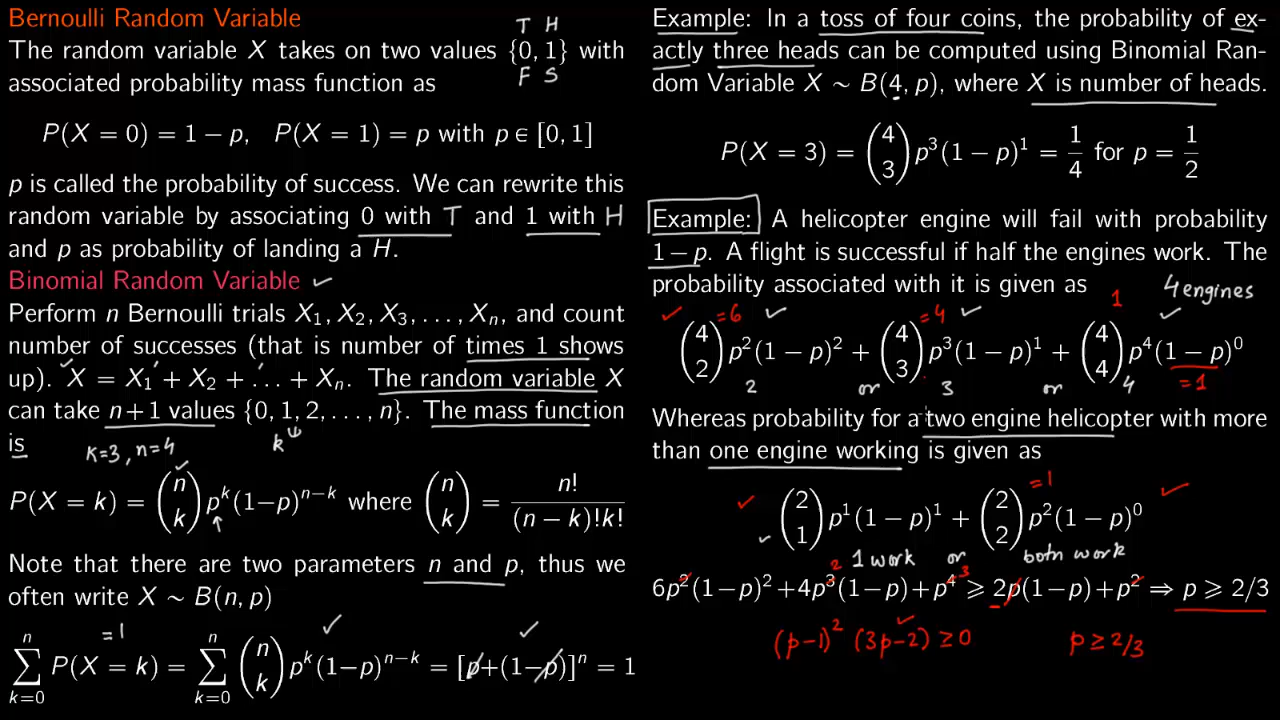 Bernoulli Random Variable
T H
The random variable X takes on two values {0, 1} with
F S
associated probability mass function as
P(X = 0) = 1 − p, P(X = 1) = p with p ∈ [0, 1]
p is called the probability of success. We can rewrite this
random variable by associating 0 with T and 1 with H
and p as probability of landing a H.
Binomial Random Variable ✓
Perform n Bernoulli trials X₁, X₂, X₃, . . . , Xₙ, and count
number of successes (that is number of times 1 shows
up). X = X₁ + X₂ + . . . + Xₙ. The random variable X
can take n+1 values {0, 1, 2, . . . , n}. The mass function
is
k=3, n=4
k
P(X = k) = (n k) pᵏ(1−p)ⁿ⁻ᵏ where (n k) = n! / (n − k)!k!
Note that there are two parameters n and p, thus we
often write X ∼ B(n, p)
=1
∑ₖ₌₀ⁿ P(X = k) = ∑ₖ₌₀ⁿ (n k) pᵏ(1−p)ⁿ⁻ᵏ = [p+(1−p)]ⁿ = 1
Example: In a toss of four coins, the probability of ex-
actly three heads can be computed using Binomial Ran-
dom Variable X ∼ B(4, p), where X is number of heads.
P(X = 3) = (4 3) p³(1 − p)¹ = 1/4 for p = 1/2
Example: A helicopter engine will fail with probability
1−p. A flight is successful if half the engines work. The
probability associated with it is given as
4 engines
=6 =4 1
(4 2) p²(1 − p)² + (4 3) p³(1 − p)¹ + (4 4) p⁴(1 − p)⁰
2 or 3 or 4 =1
Whereas probability for a two engine helicopter with more
than one engine working is given as
=1
(2 1) p¹(1 − p)¹ + (2 2) p²(1 − p)⁰
1 work or both work
2 3
6p²(1−p)²+4p³(1−p)+p⁴ ⩾ 2p(1−p)+p² ⇒ p ⩾ 2/3
(p−1)² (3p−2) ≥ 0 p ≥ 2/3